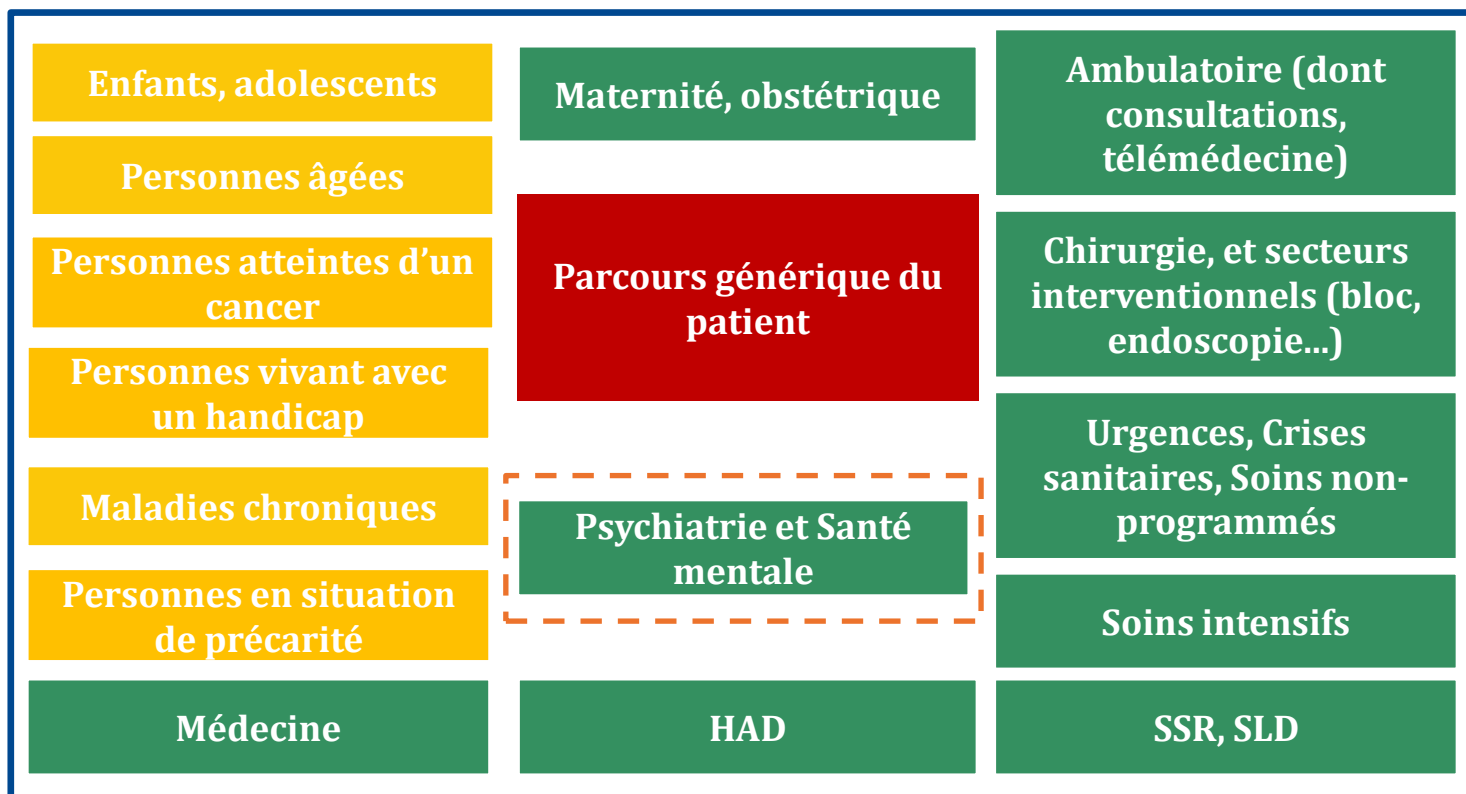 Enfants, adolescents
Personnes âgées
Personnes atteintes d'un
cancer
Personnes vivant avec
un handicap
Maladies chroniques
Personnes en situation
de précarité
Médecine
Maternité, obstétrique
Parcours générique du
patient
Psychiatrie et Santé
mentale
HAD
Ambulatoire (dont
consultations,
télémédecine)
Chirurgie, et secteurs
interventionnels (bloc,
endoscopie...)
Urgences, Crises
sanitaires, Soins non-
programmés
Soins intensifs
SSR, SLD